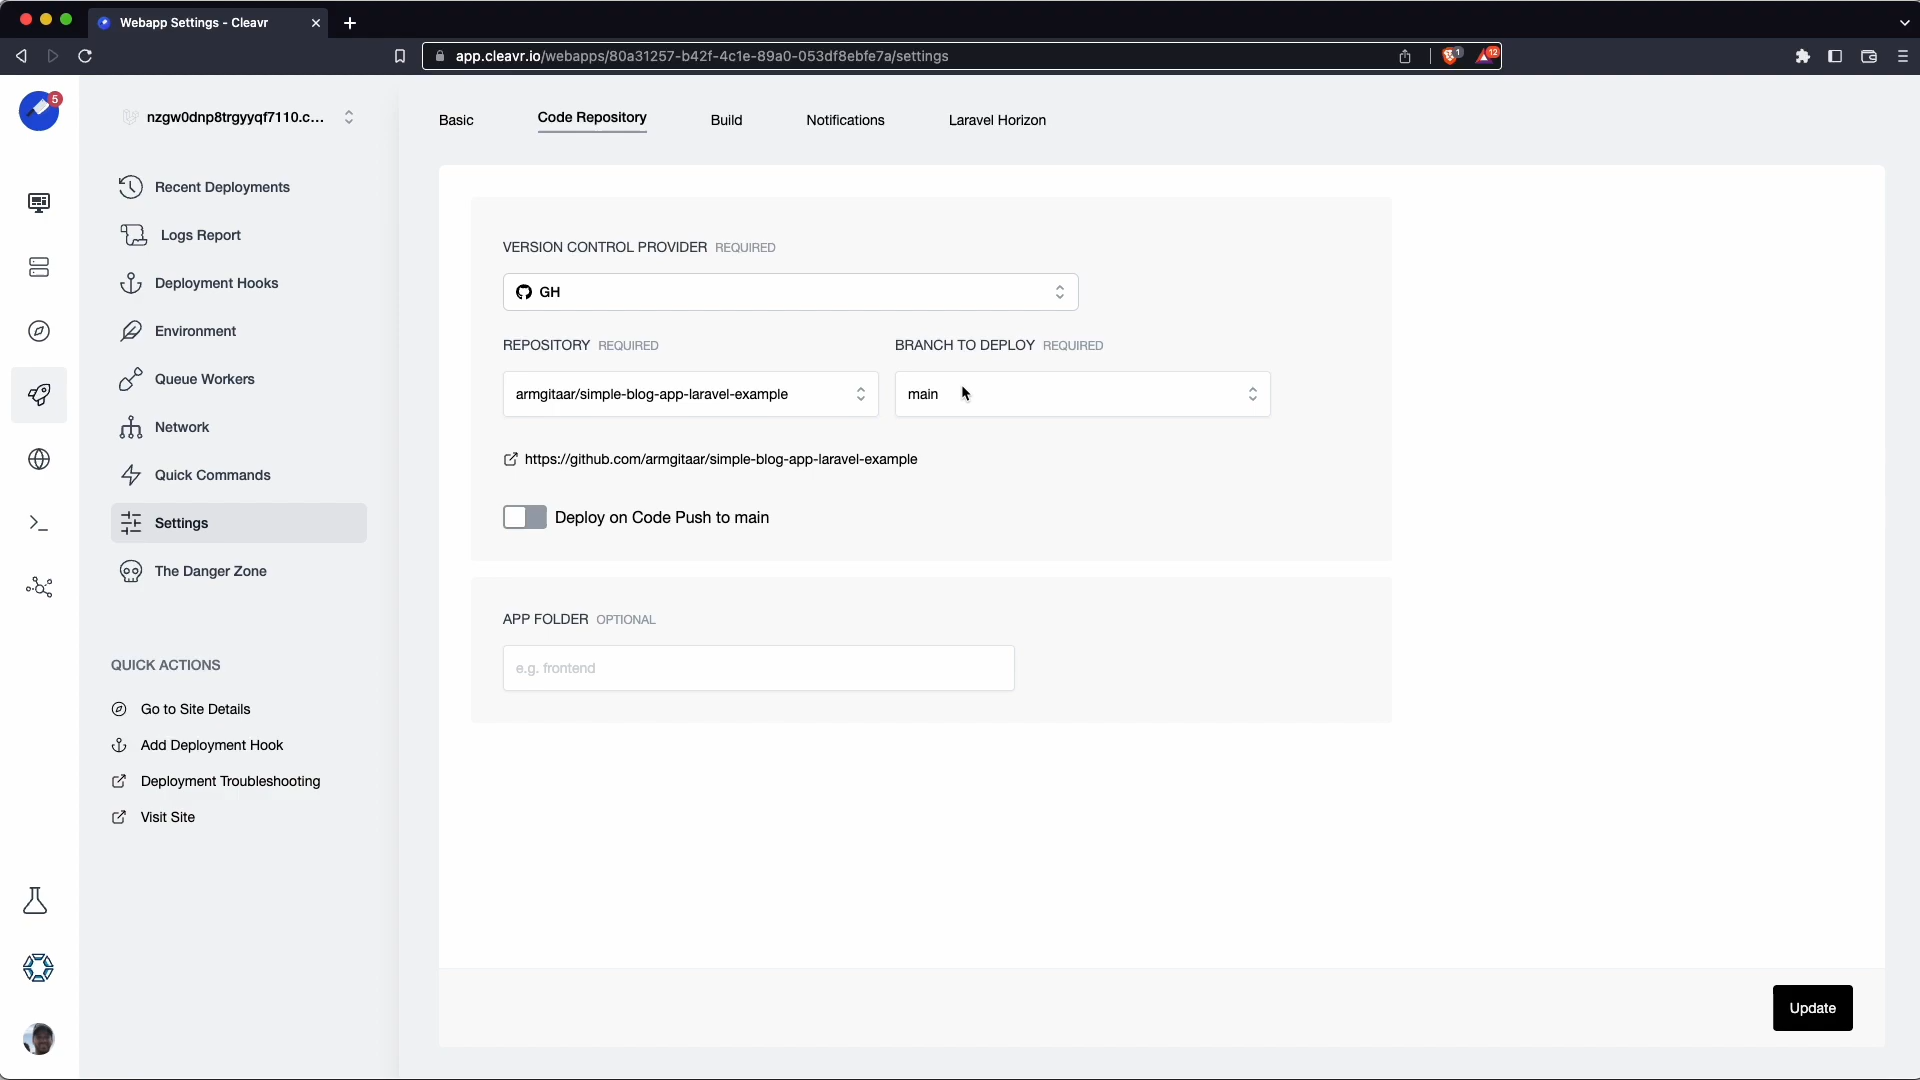 Webapp Settings - Cleavr
app.cleavr.io/webapps/80a31257-b42f-4c1e-89a0-053df8ebfe7a/settings
1
12
5
nzgw0dnp8trgyyqf7110.c...
Recent Deployments
Logs Report
Deployment Hooks
Environment
Queue Workers
Network
Quick Commands
Settings
The Danger Zone
QUICK ACTIONS
Go to Site Details
Add Deployment Hook
Deployment Troubleshooting
Visit Site
Basic
Code Repository
Build
Notifications
Laravel Horizon
VERSION CONTROL PROVIDER REQUIRED
GH
REPOSITORY REQUIRED
BRANCH TO DEPLOY REQUIRED
armgitaar/simple-blog-app-laravel-example
main
https://github.com/armgitaar/simple-blog-app-laravel-example
Deploy on Code Push to main
APP FOLDER OPTIONAL
e.g. frontend
Update